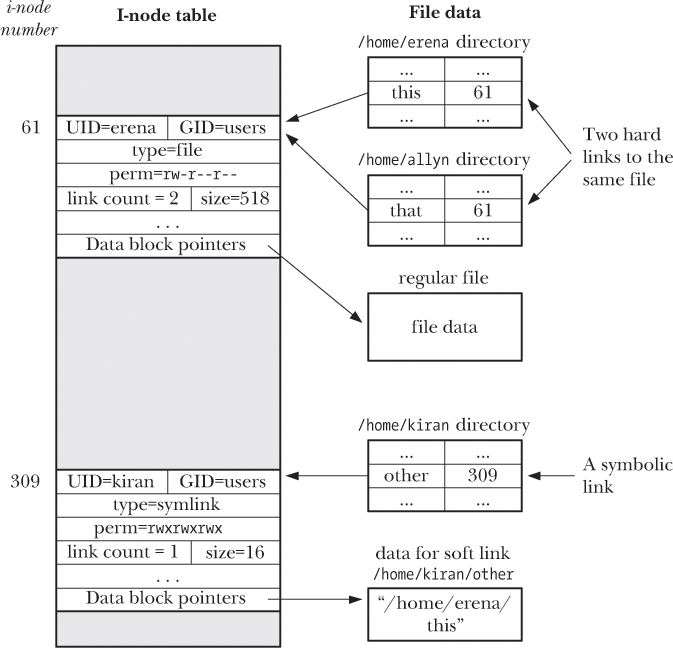 i-node
number
I-node table
File data
/home/erena directory
... ...
this 61
... ...
61
UID=erena GID=users
type=file
perm=rw-r--r--
link count = 2 size=518
. . .
Data block pointers
Two hard
links to the
same file
/home/allyn directory
... ...
that 61
... ...
regular file
file data
/home/kiran directory
... ...
other 309
... ...
A symbolic
link
309
UID=kiran GID=users
type=symlink
perm=rwxrwxrwx
link count = 1 size=16
. . .
Data block pointers
data for soft link
/home/kiran/other
“/home/erena/
this”